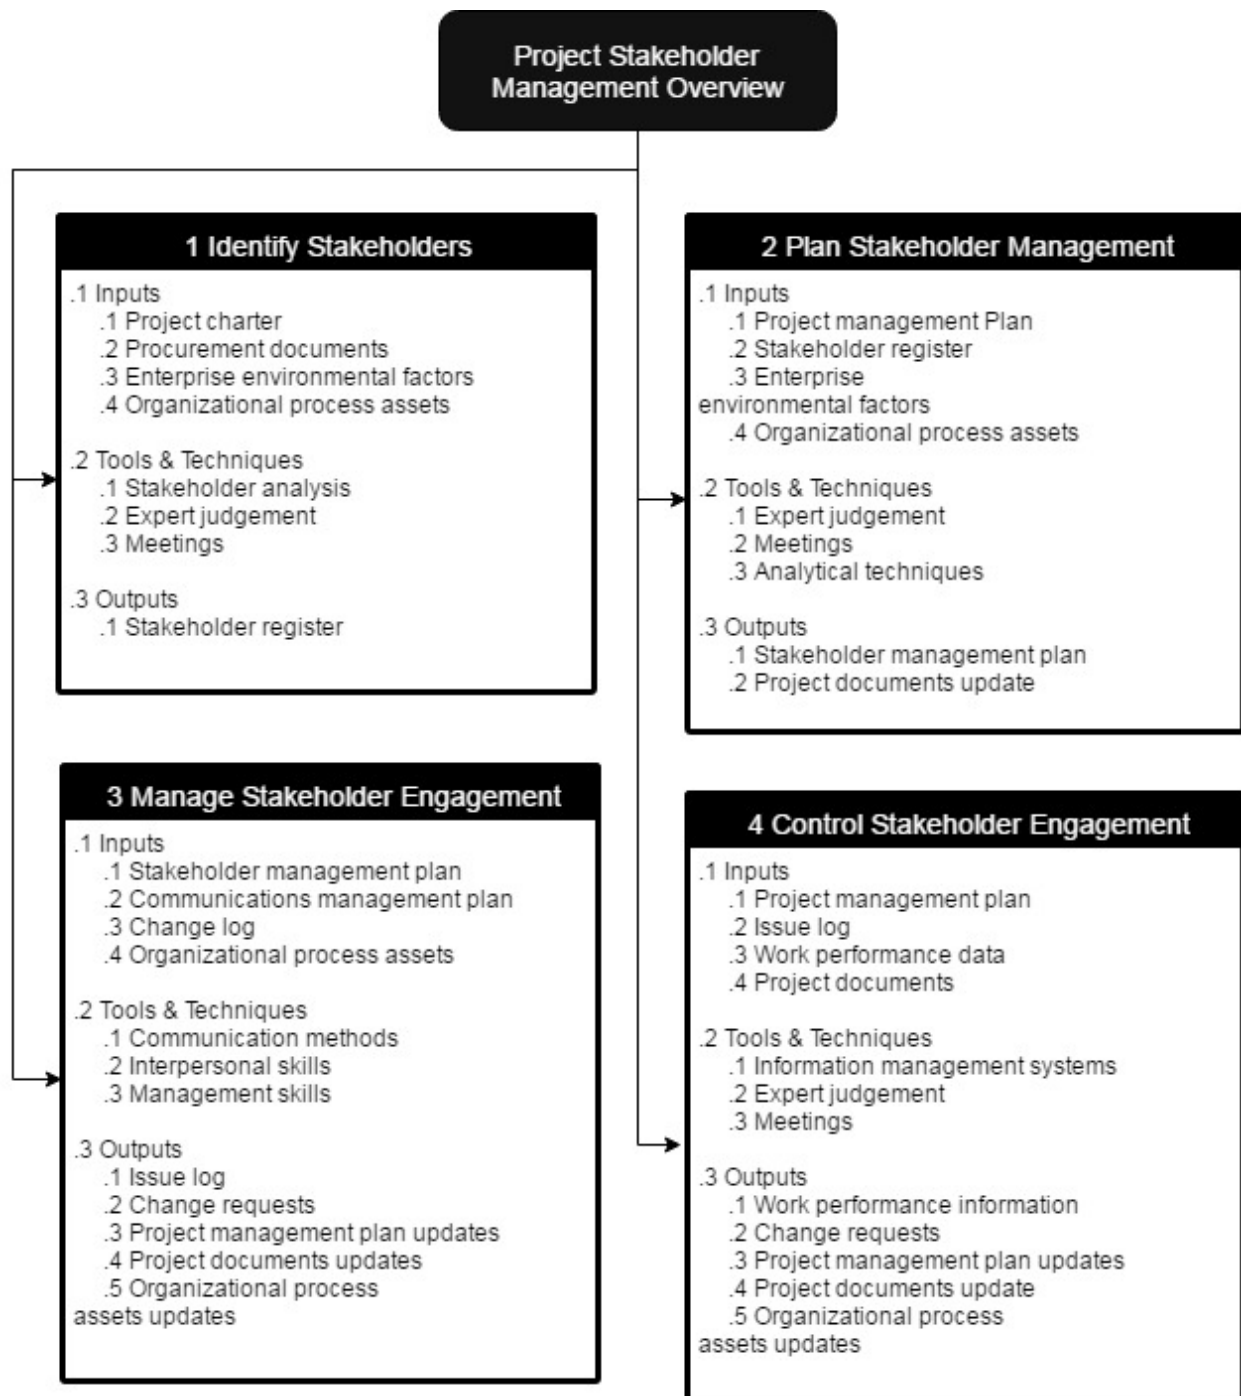 Project Stakeholder
Management Overview
1 Identify Stakeholders
.1 Inputs
.1 Project charter
.2 Procurement documents
.3 Enterprise environmental factors
.4 Organizational process assets
.2 Tools & Techniques
.1 Stakeholder analysis
.2 Expert judgement
.3 Meetings
.3 Outputs
.1 Stakeholder register
2 Plan Stakeholder Management
.1 Inputs
.1 Project management Plan
.2 Stakeholder register
.3 Enterprise
environmental factors
.4 Organizational process assets
.2 Tools & Techniques
.1 Expert judgement
.2 Meetings
.3 Analytical techniques
.3 Outputs
.1 Stakeholder management plan
.2 Project documents update
3 Manage Stakeholder Engagement
.1 Inputs
.1 Stakeholder management plan
.2 Communications management plan
.3 Change log
.4 Organizational process assets
.2 Tools & Techniques
.1 Communication methods
.2 Interpersonal skills
.3 Management skills
.3 Outputs
.1 Issue log
.2 Change requests
.3 Project management plan updates
.4 Project documents updates
.5 Organizational process
assets updates
4 Control Stakeholder Engagement
.1 Inputs
.1 Project management plan
.2 Issue log
.3 Work performance data
.4 Project documents
.2 Tools & Techniques
.1 Information management systems
.2 Expert judgement
.3 Meetings
.3 Outputs
.1 Work performance information
.2 Change requests
.3 Project management plan updates
.4 Project documents update
.5 Organizational process
assets updates